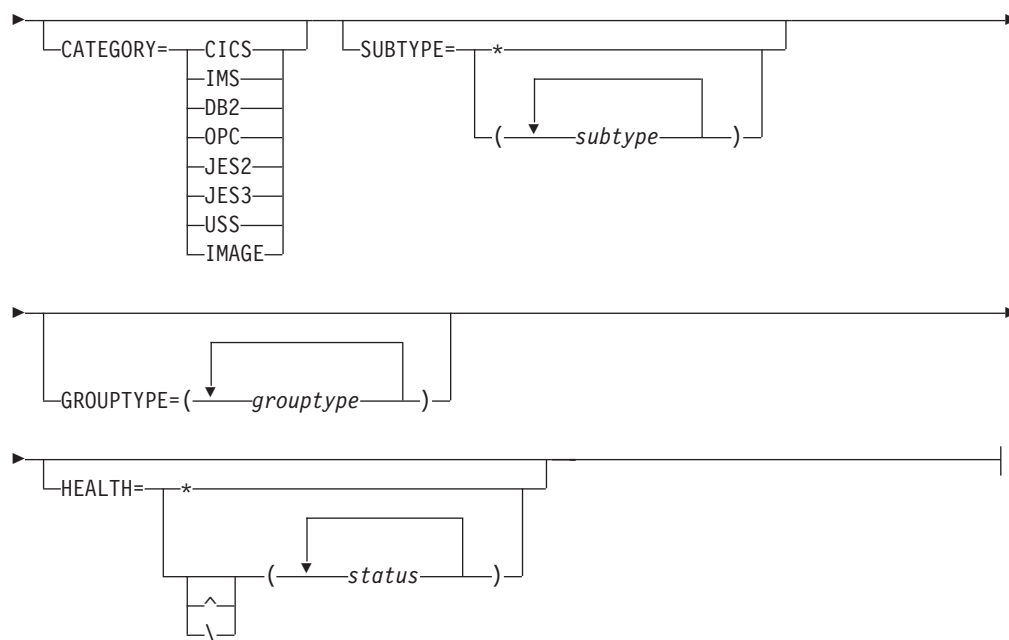 CATEGORY= CICS SUBTYPE= *
IMS
DB2 ( subtype )
OPC
JES2
JES3
USS
IMAGE
GROUPTYPE=( grouptype )
HEALTH= *
( status )
^
\